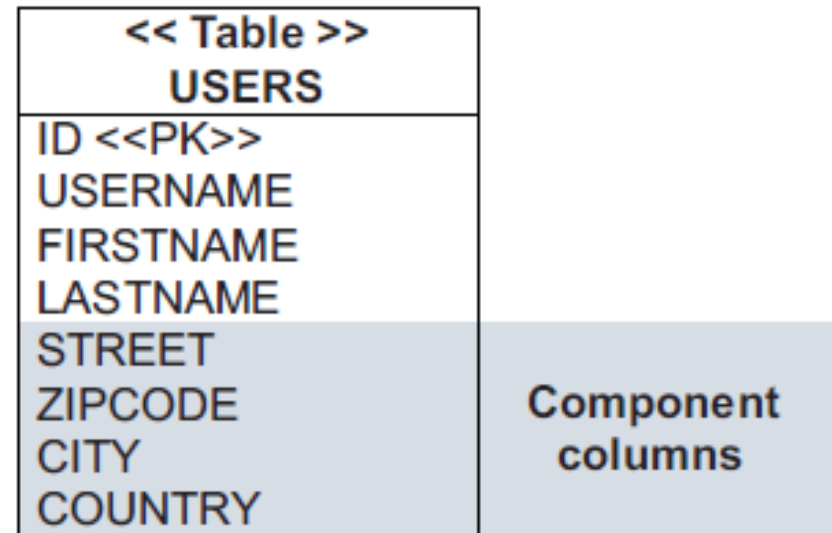 << Table >>
USERS
ID <<PK>>
USERNAME
FIRSTNAME
LASTNAME
STREET
ZIPCODE
CITY
COUNTRY
Component
columns